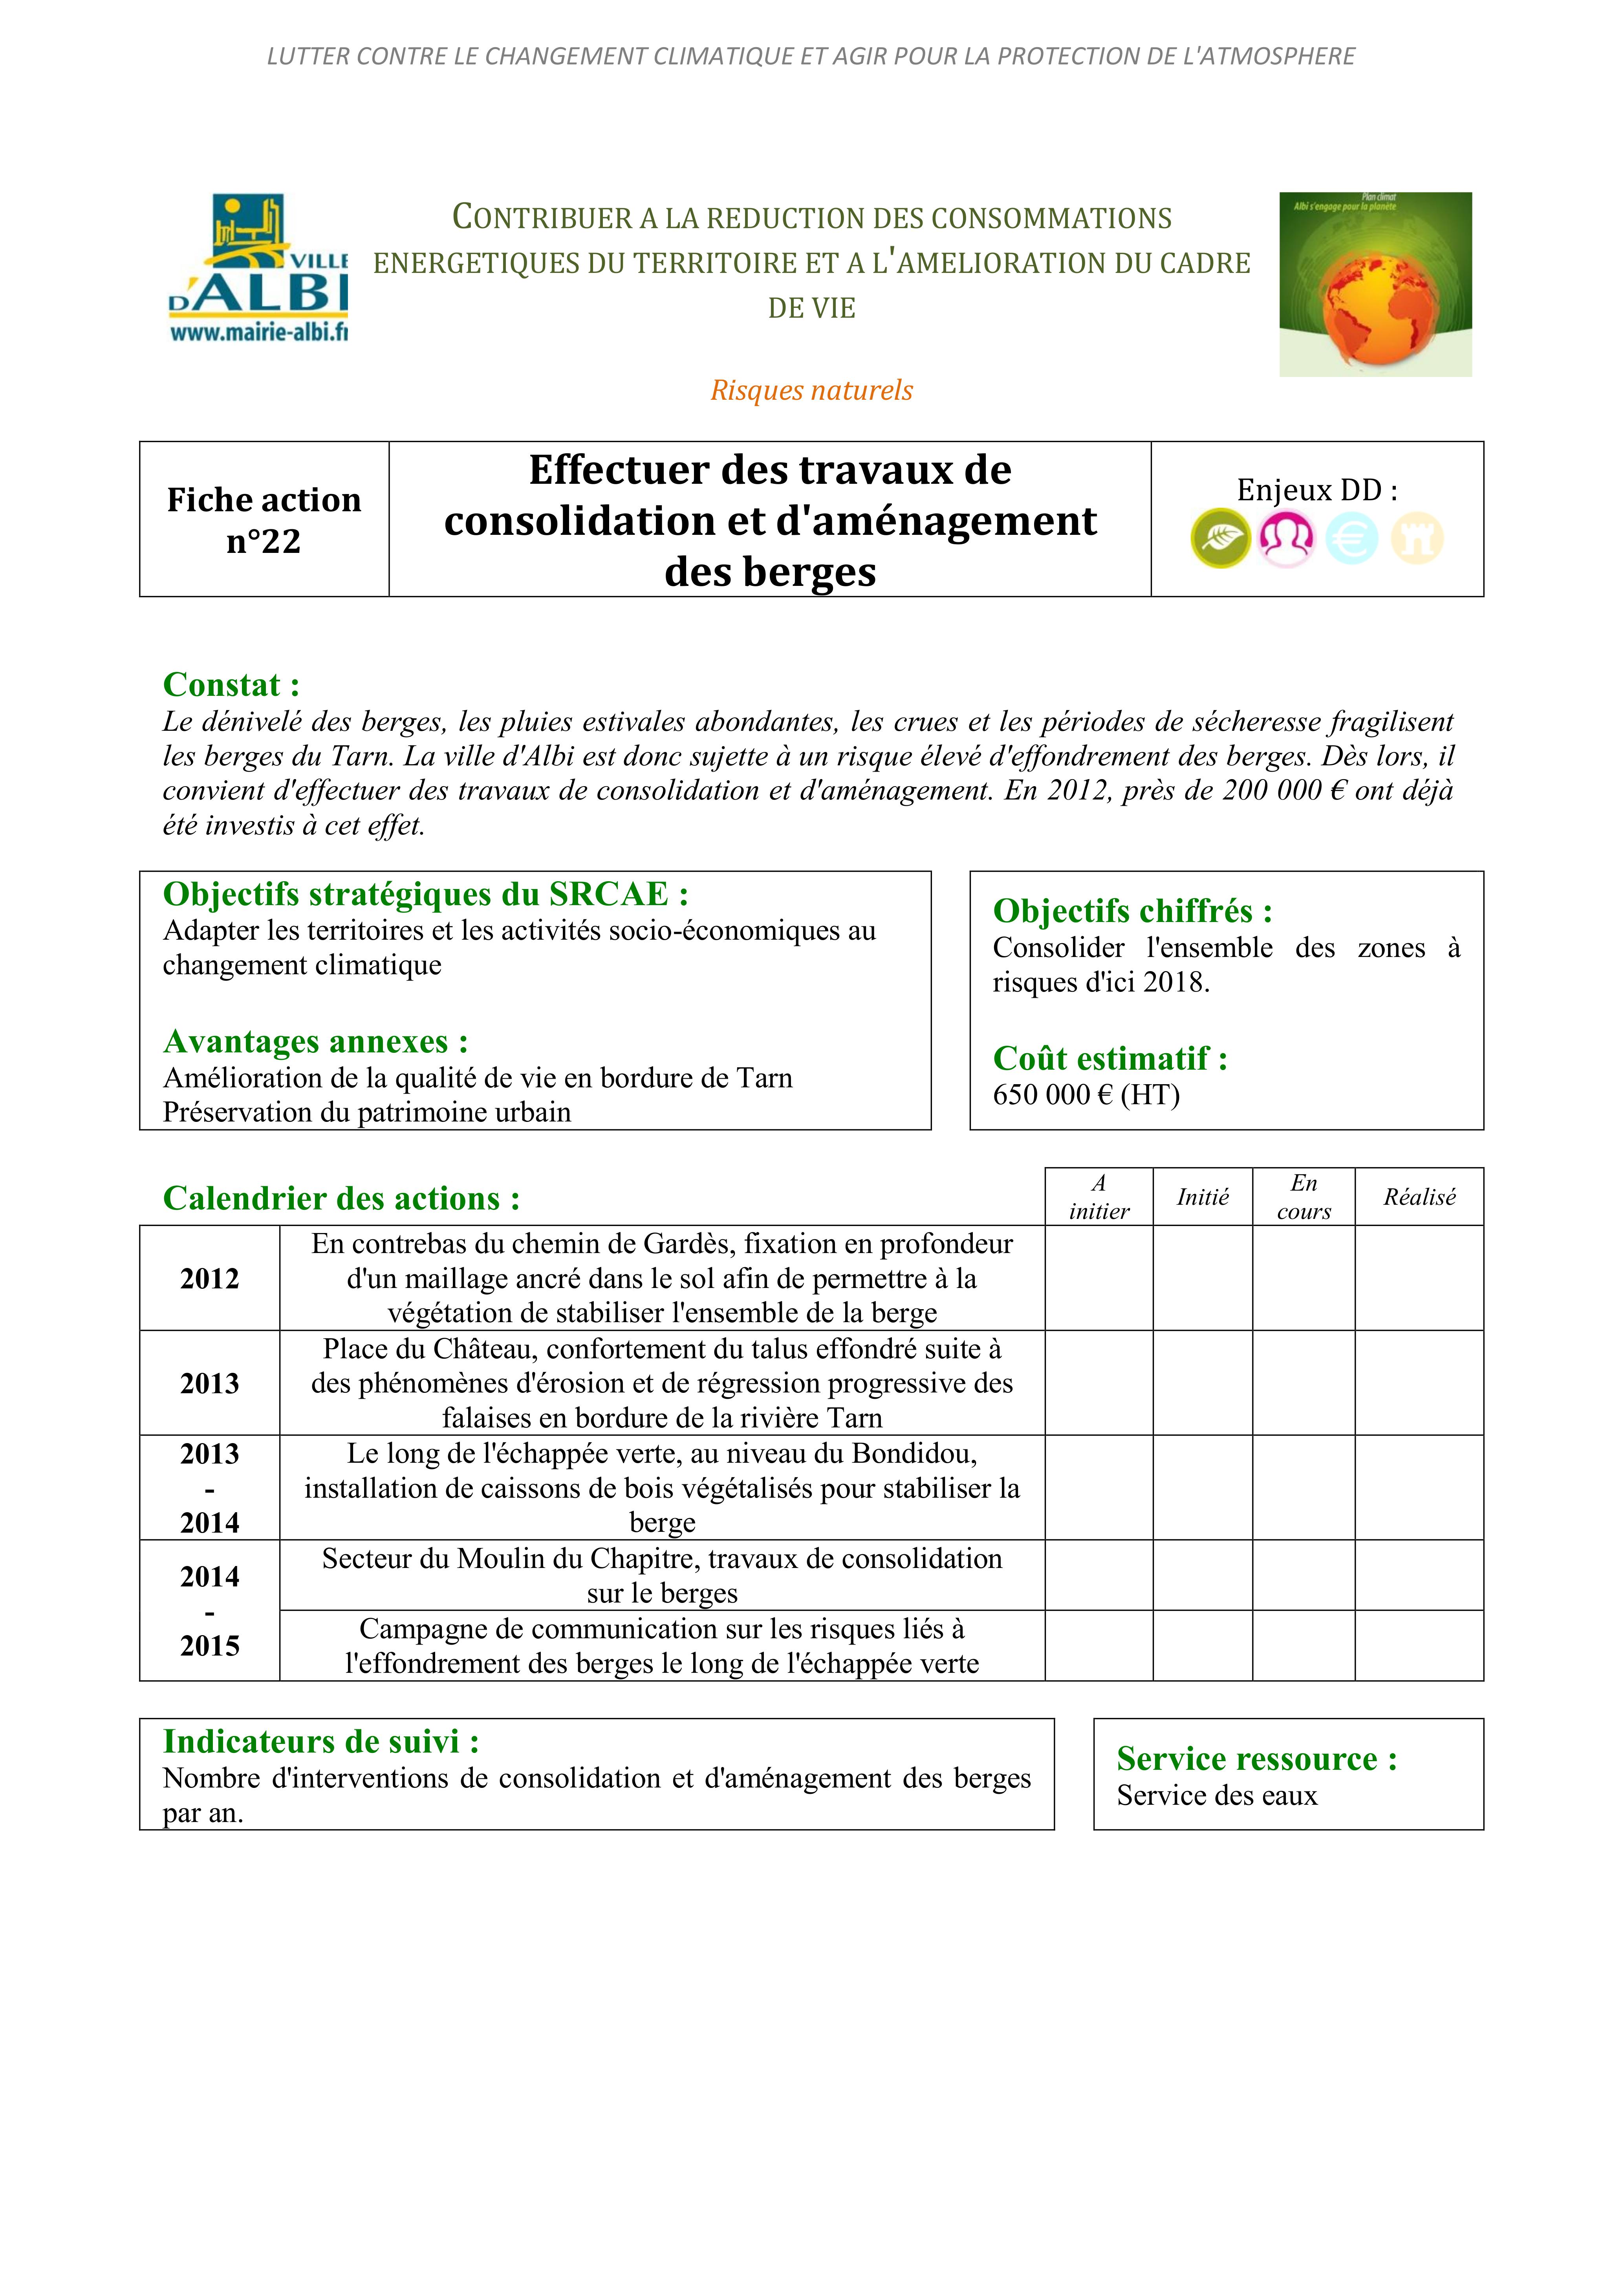 LUTTER CONTRE LE CHANGEMENT CLIMATIQUE ET AGIR POUR LA PROTECTION DE L'ATMOSPHERE
VILLE
D'ALBI
www.mairie-albi.fr
CONTRIBUER A LA REDUCTION DES CONSOMMATIONS
ENERGETIQUES DU TERRITOIRE ET A L'AMELIORATION DU CADRE
DE VIE
Plan climat
Albi s'engage pour la planète
Risques naturels
Fiche action
n°22
Effectuer des travaux de
consolidation et d'aménagement
des berges
Enjeux DD :
€
Constat :
Le dénivelé des berges, les pluies estivales abondantes, les crues et les périodes de sécheresse fragilisent
les berges du Tarn. La ville d'Albi est donc sujette à un risque élevé d'effondrement des berges. Dès lors, il
convient d'effectuer des travaux de consolidation et d'aménagement. En 2012, près de 200 000 € ont déjà
été investis à cet effet.
Objectifs stratégiques du SRCAE :
Adapter les territoires et les activités socio-économiques au
changement climatique
Avantages annexes :
Amélioration de la qualité de vie en bordure de Tarn
Préservation du patrimoine urbain
Objectifs chiffrés :
Consolider l'ensemble des zones à
risques d'ici 2018.
Coût estimatif :
650 000 € (HT)
Calendrier des actions :
A
initier
Initié
En
cours
Réalisé
2012
En contrebas du chemin de Gardès, fixation en profondeur
d'un maillage ancré dans le sol afin de permettre à la
végétation de stabiliser l'ensemble de la berge
2013
Place du Château, confortement du talus effondré suite à
des phénomènes d'érosion et de régression progressive des
falaises en bordure de la rivière Tarn
2013
-
2014
Le long de l'échappée verte, au niveau du Bondidou,
installation de caissons de bois végétalisés pour stabiliser la
berge
2014
-
2015
Secteur du Moulin du Chapitre, travaux de consolidation
sur le berges
Campagne de communication sur les risques liés à
l'effondrement des berges le long de l'échappée verte
Indicateurs de suivi :
Nombre d'interventions de consolidation et d'aménagement des berges
par an.
Service ressource :
Service des eaux